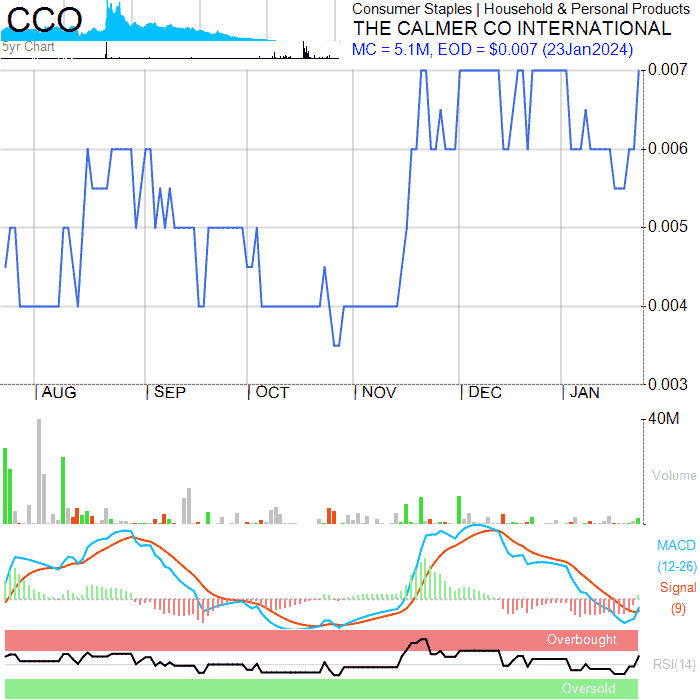 CCO
5yr Chart
Consumer Staples | Household & Personal Products
THE CALMER CO INTERNATIONAL
MC = 5.1M, EOD = $0.007 (23Jan2024)
0.007
0.006
0.005
0.004
0.003
AUG
SEP
OCT
NOV
DEC
JAN
40M
Volume
MACD
(12-26)
Signal
(9)
Overbought
RSI(14)
Oversold